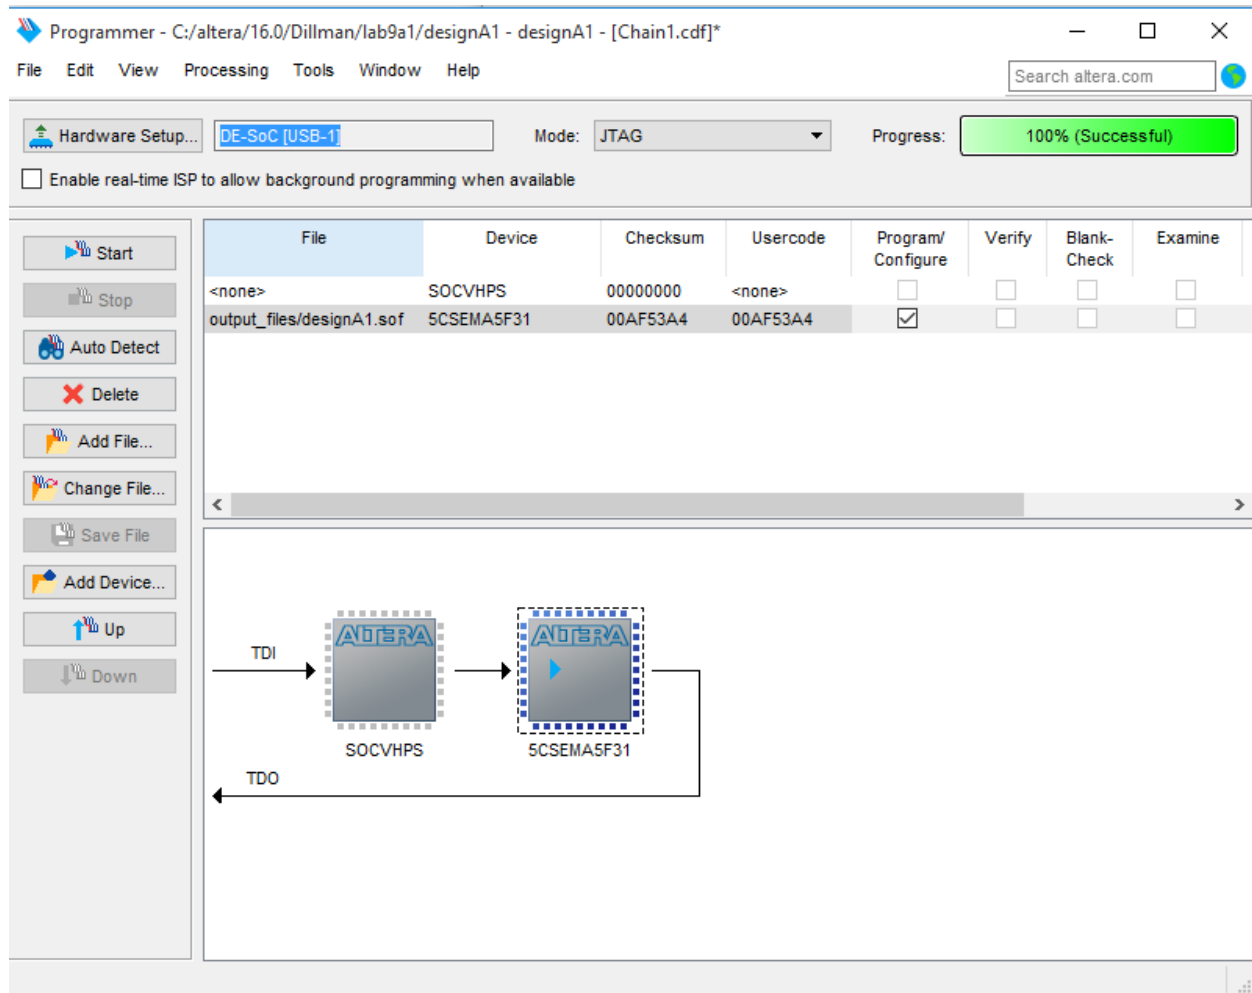 Programmer - C:/altera/16.0/Dillman/lab9a1/designA1 - designA1 - [Chain1.cdf]*
File Edit View Processing Tools Window Help
Search altera.com
Hardware Setup... DE-SoC [USB-1] Mode: JTAG Progress: 100% (Successful)
Enable real-time ISP to allow background programming when available
Start
Stop
Auto Detect
Delete
Add File...
Change File...
Save File
Add Device...
Up
Down
File Device Checksum Usercode Program/ Configure Verify Blank- Check Examine
<none> SOCVHPS 00000000 <none>
output_files/designA1.sof 5CSEMA5F31 00AF53A4 00AF53A4
ALTERA ALTERA
TDI
SOCVHPS 5CSEMA5F31
TDO